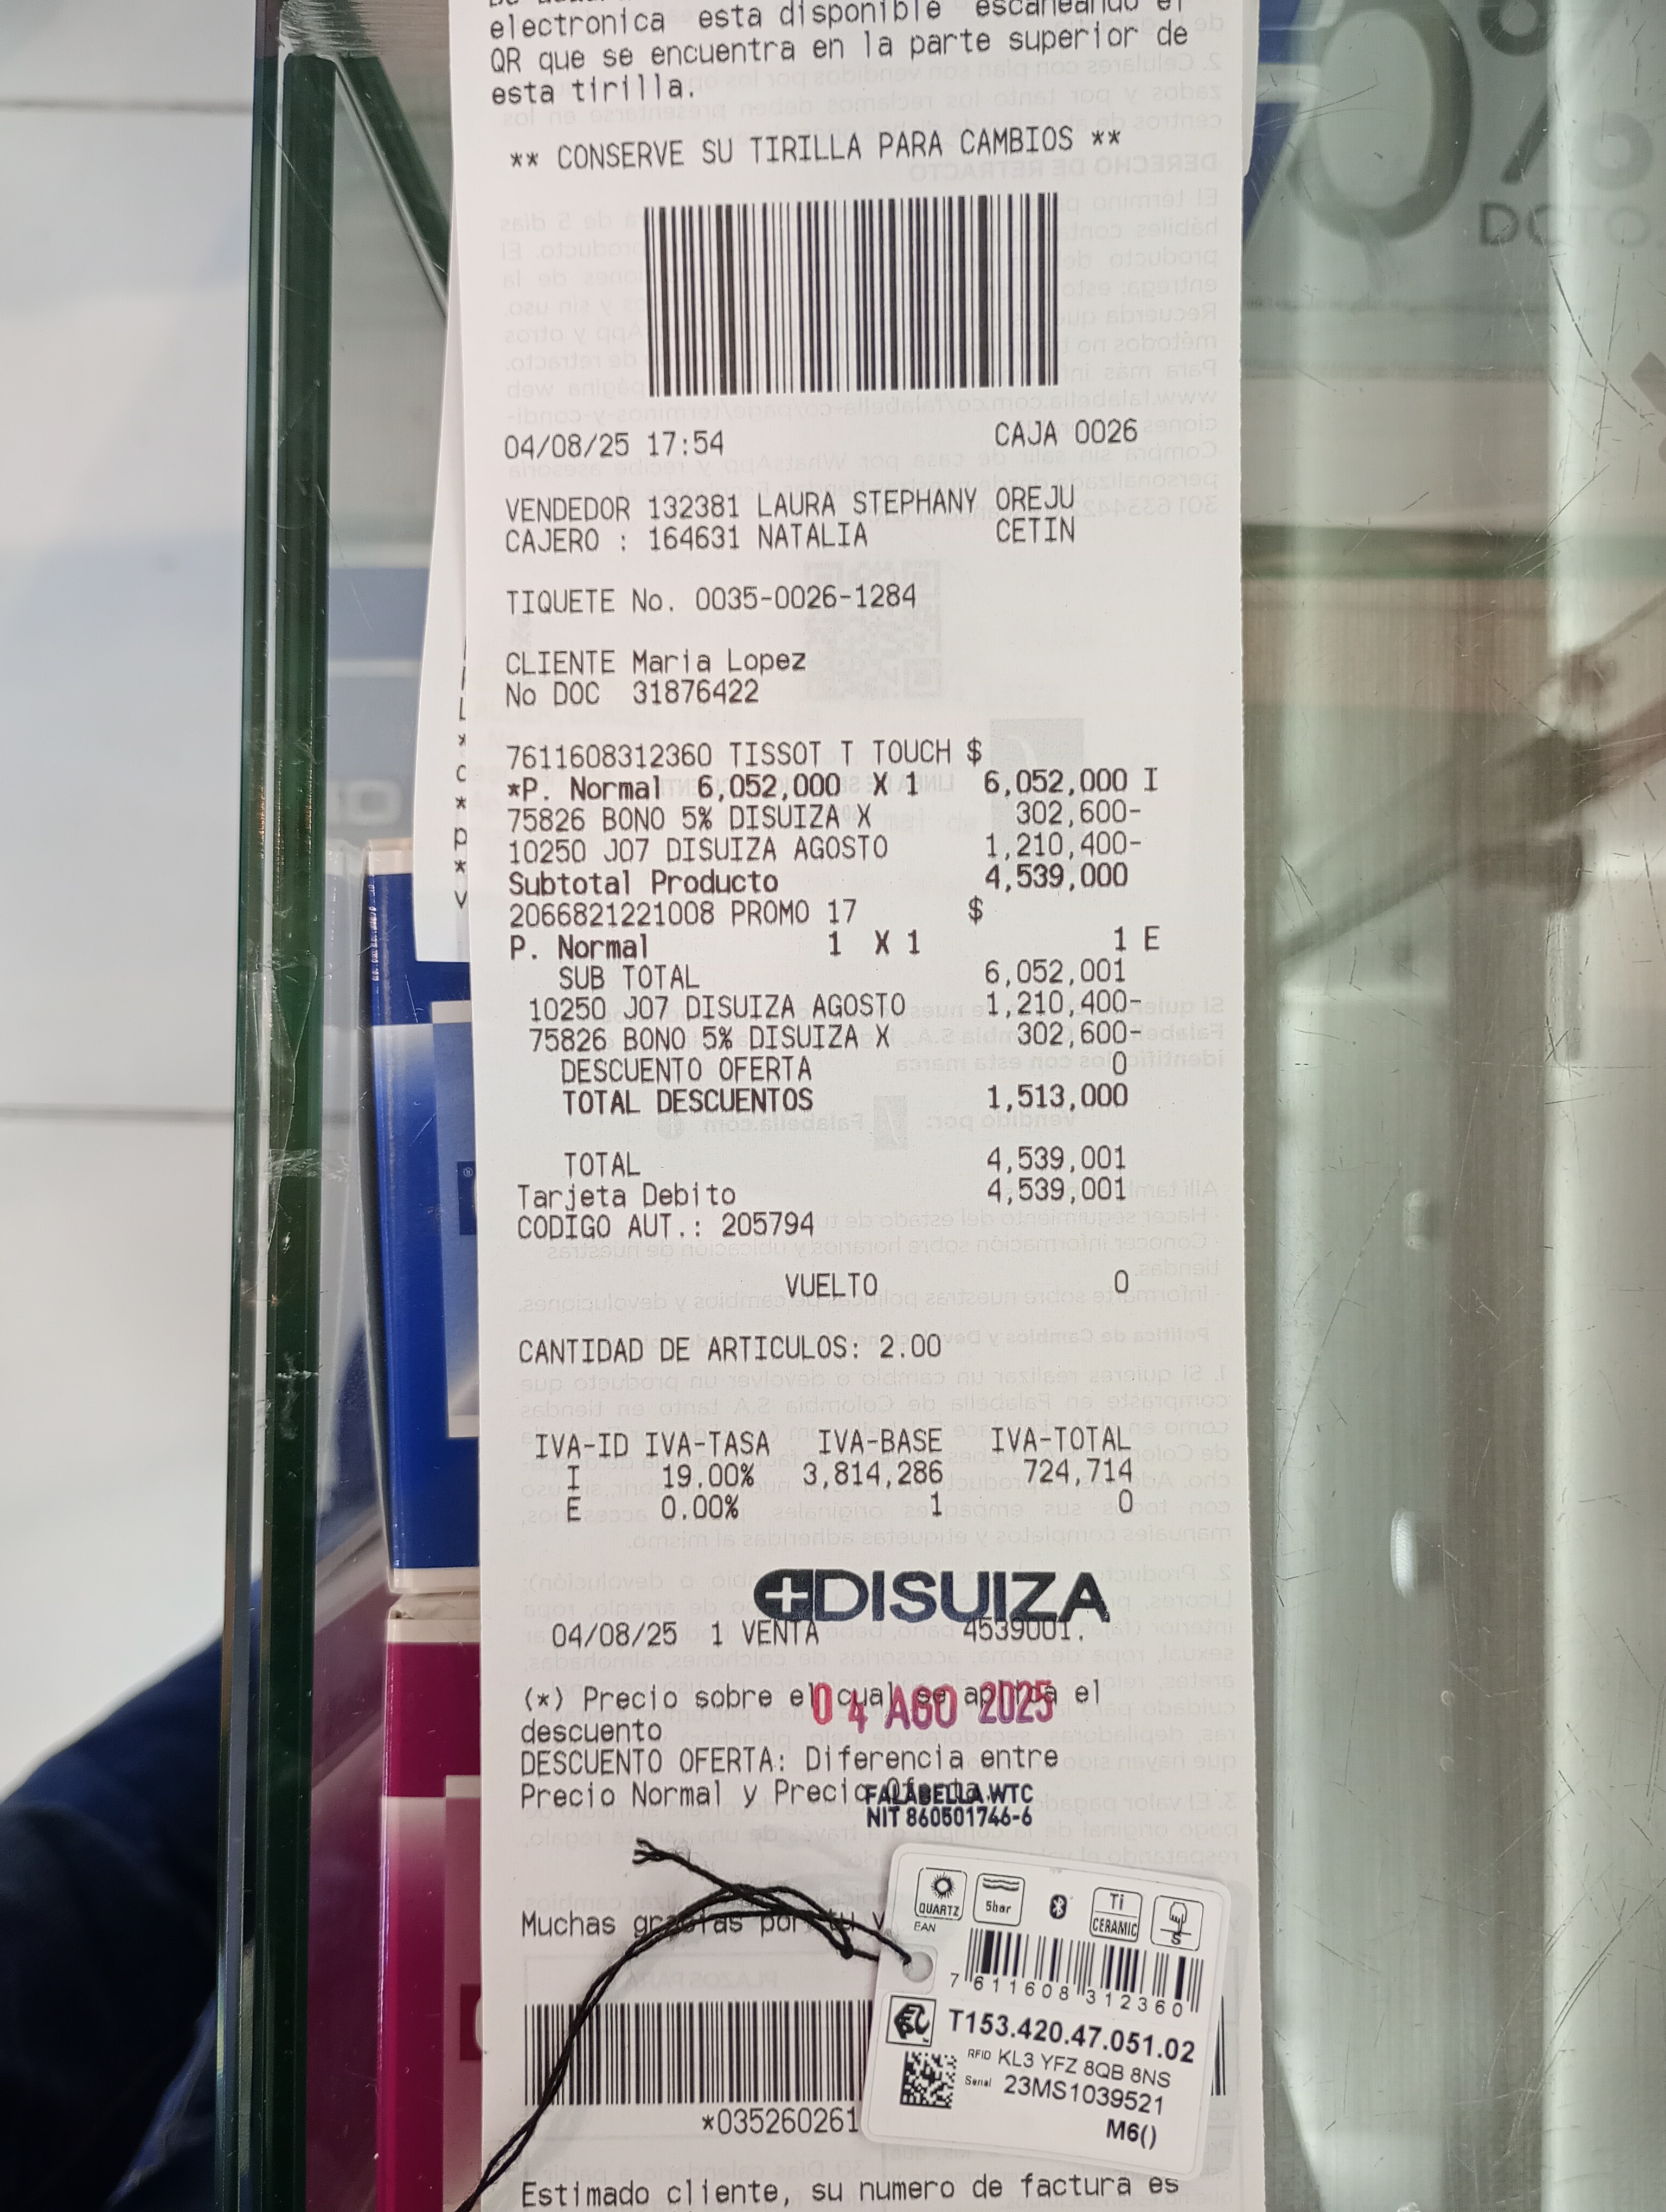 electronica esta disponible escaneando el
QR que se encuentra en la parte superior de
esta tirilla.
** CONSERVE SU TIRILLA PARA CAMBIOS **
04/08/25 17:54 CAJA 0026
VENDEDOR 132381 LAURA STEPHANY OREJU
CAJERO : 164631 NATALIA CETIN
TIQUETE No. 0035-0026-1284
CLIENTE Maria Lopez
No DOC 31876422
7611608312360 TISSOT T TOUCH $
*P. Normal 6,052,000 X 1 6,052,000 I
75826 BONO 5% DISUIZA X 302,600-
10250 J07 DISUIZA AGOSTO 1,210,400-
Subtotal Producto 4,539,000
2066821221008 PROMO 17 $
P. Normal 1 X 1 1 E
SUB TOTAL 6,052,001
10250 J07 DISUIZA AGOSTO 1,210,400-
75826 BONO 5% DISUIZA X 302,600-
DESCUENTO OFERTA 0
TOTAL DESCUENTOS 1,513,000
TOTAL 4,539,001
Tarjeta Debito 4,539,001
CODIGO AUT.: 205794
VUELTO 0
CANTIDAD DE ARTICULOS: 2.00
IVA-ID IVA-TASA IVA-BASE IVA-TOTAL
I 19.00% 3,814,286 724,714
E 0.00% 1 0
DISUIZA
04/08/25 1 VENTA 4539001.
(*) Precio sobre el cual se aplica el
04 AGO 2025
descuento
DESCUENTO OFERTA: Diferencia entre
Precio Normal y Precio Oferta
FALABELLA WTC
NIT 860501746-6
Muchas gracias por tu
QUARTZ
5bar
Ti
CERAMIC
EAN
7 611608 312360
T153.420.47.051.02
RFID KL3 YFZ 8QB 8NS
Serial 23MS1039521
M6()
*035260261
Estimado cliente, su numero de factura es
DCTO.